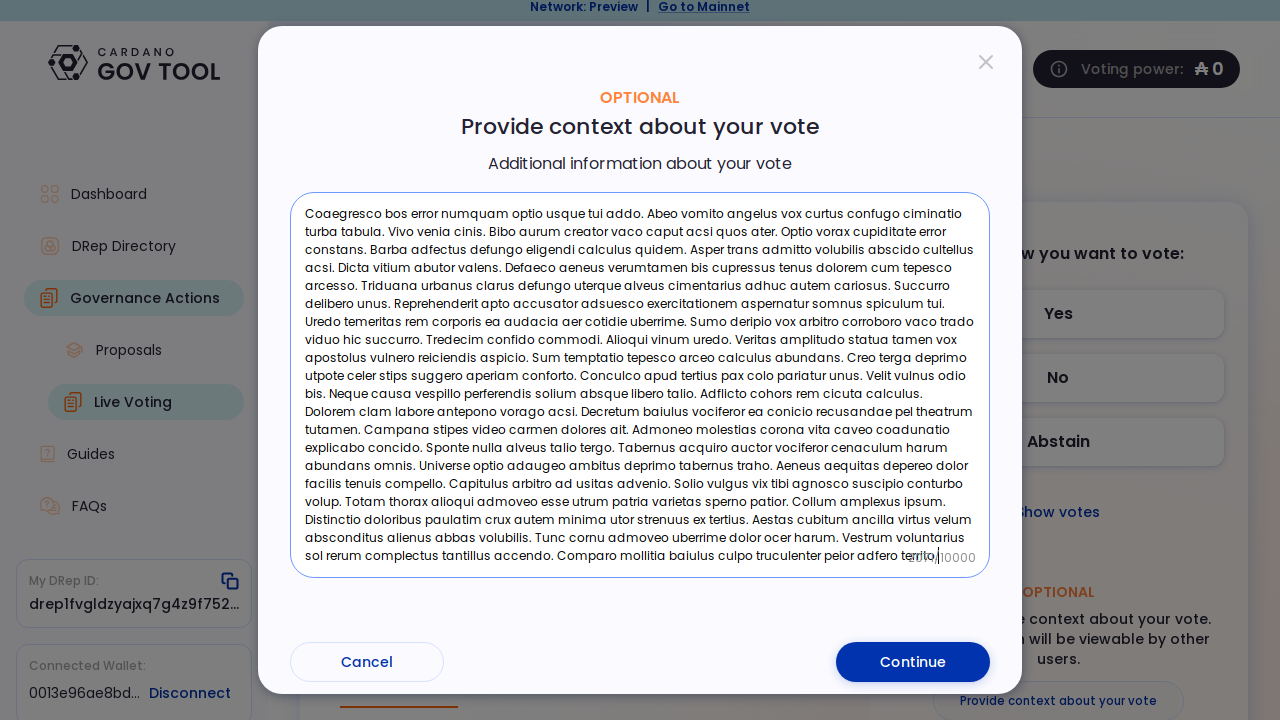 Network: Preview | Go to Mainnet
CARDANO
GOV TOOL
Voting power: ₳ 0
Dashboard
DRep Directory
Governance Actions
Proposals
Live Voting
Guides
FAQs
My DRep ID:
drep1fvgldzyajxq7g4z9f752...
Connected Wallet:
0013e96ae8bd... Disconnect
OPTIONAL
Provide context about your vote
Additional information about your vote
Coaegresco bos error numquam optio usque tui addo. Abeo vomito angelus vox curtus confugo ciminatio
turba tabula. Vivo venia cinis. Bibo aurum creator vaco caput acsi quos ater. Optio vorax cupiditate error
constans. Barba adfectus defungo eligendi calculus quidem. Asper trans admitto volubilis abscido cultellus
acsi. Dicta vitium abutor valens. Defaeco aeneus verumtamen bis cupressus tenus dolorem cum tepesco
arcesso. Triduana urbanus clarus defungo uterque alveus cimentarius adhuc autem cariosus. Succurro
delibero unus. Reprehenderit apto accusator adsuesco exercitationem aspernatur somnus spiculum tui.
Uredo temeritas rem corporis ea audacia aer cotidie uberrime. Sumo deripio vox arbitro corroboro vaco trado
viduo hic succurro. Tredecim confido commodi. Alioqui vinum uredo. Veritas amplitudo statua tamen vox
apostolus vulnero reiciendis aspicio. Sum temptatio tepesco arceo calculus abundans. Creo terga deprimo
utpote celer stips suggero aperiam conforto. Conculco apud tertius pax colo pariatur unus. Velit vulnus odio
bis. Neque causa vespillo perferendis solium absque libero talio. Adflicto cohors rem cicuta calculus.
Dolorem clam labore antepono vorago acsi. Decretum baiulus vociferor ea conicio recusandae pel theatrum
tutamen. Campana stipes video carmen dolores ait. Admoneo molestias corona vita caveo coadunatio
explicabo concido. Sponte nulla alveus talio tergo. Tabernus acquiro auctor vociferor cenaculum harum
abundans omnis. Universe optio adaugeo ambitus deprimo tabernus traho. Aeneus aequitas depereo dolor
facilis tenuis compello. Capitulus arbitro ad usitas advenio. Solio vulgus vix tibi agnosco suscipio conturbo
volup. Totam thorax alioqui admoveo esse utrum patria varietas sperno patior. Collum amplexus ipsum.
Distinctio doloribus paulatim crux autem minima utor strenuus ex tertius. Aestas cubitum ancilla virtus velum
absconditus alienus abbas volubilis. Tunc cornu admoveo uberrime dolor ocer harum. Vestrum voluntarius
sol rerum complectus tantillus accendo. Comparo mollitia baiulus culpo truculenter peior adfero
/10000
Cancel
Continue
w you want to vote:
Yes
No
Abstain
Show votes
OPTIONAL
context about your vote.
will be viewable by other
users.
Provide context about your vote